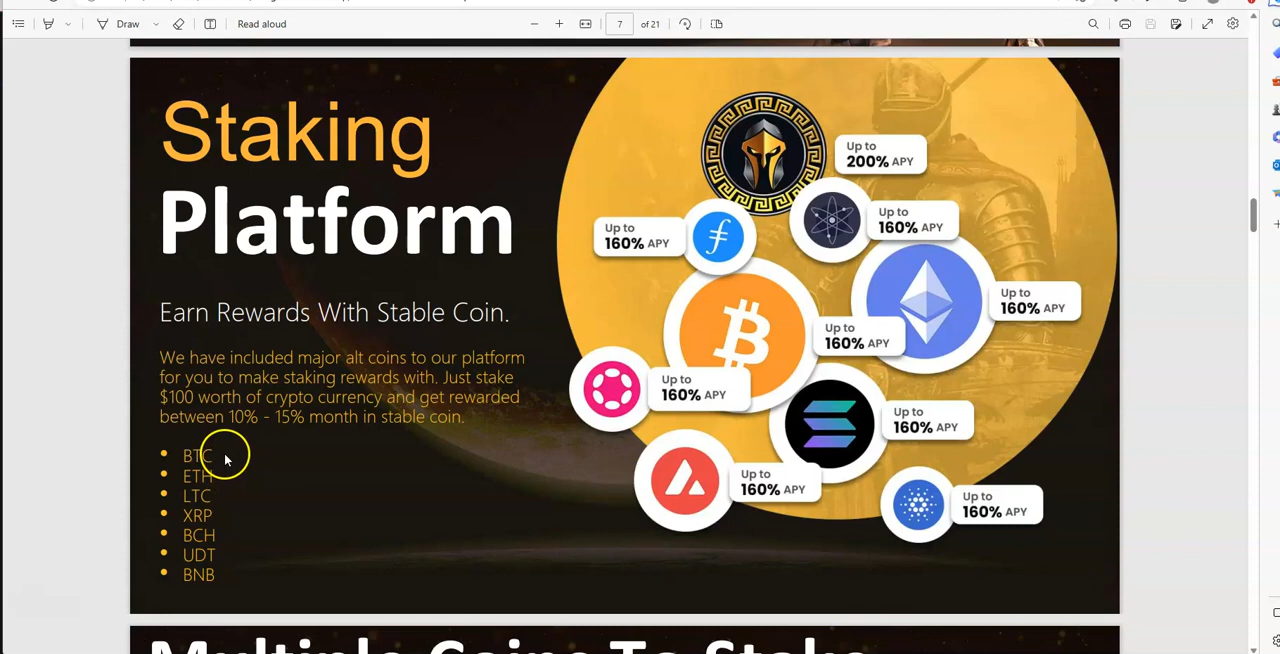 Draw
Read aloud
7
of 21
Staking
Platform
Earn Rewards With Stable Coin.
We have included major alt coins to our platform
for you to make staking rewards with. Just stake
$100 worth of crypto currency and get rewarded
between 10% - 15% month in stable coin.
• BTC
• ETH
• LTC
• XRP
• BCH
• UDT
• BNB
Up to
200% APY
Up to
160% APY
Up to
160% APY
Up to
160% APY
Up to
160% APY
Up to
160% APY
Up to
160% APY
Up to
160% APY
Up to
160% APY
Multiple Coins To Stake